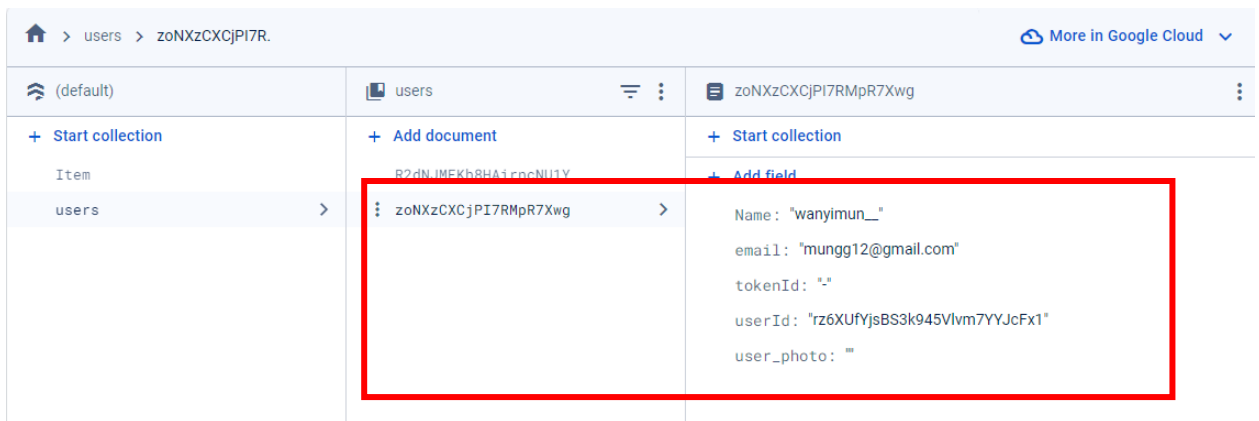 users > zoNXzCXCjPI7R.
More in Google Cloud
(default)
users
zoNXzCXCjPI7RMpR7Xwg
+ Start collection
+ Add document
+ Start collection
Item
R2dNJMEKb8HAirncNU1Y
+ Add field
users
zoNXzCXCjPI7RMpR7Xwg
Name: "wanyimun__"
email: "mungg12@gmail.com"
tokenId: "-"
userId: "rz6XUfYjsBS3k945Vlvm7YYJcFx1"
user_photo: ""